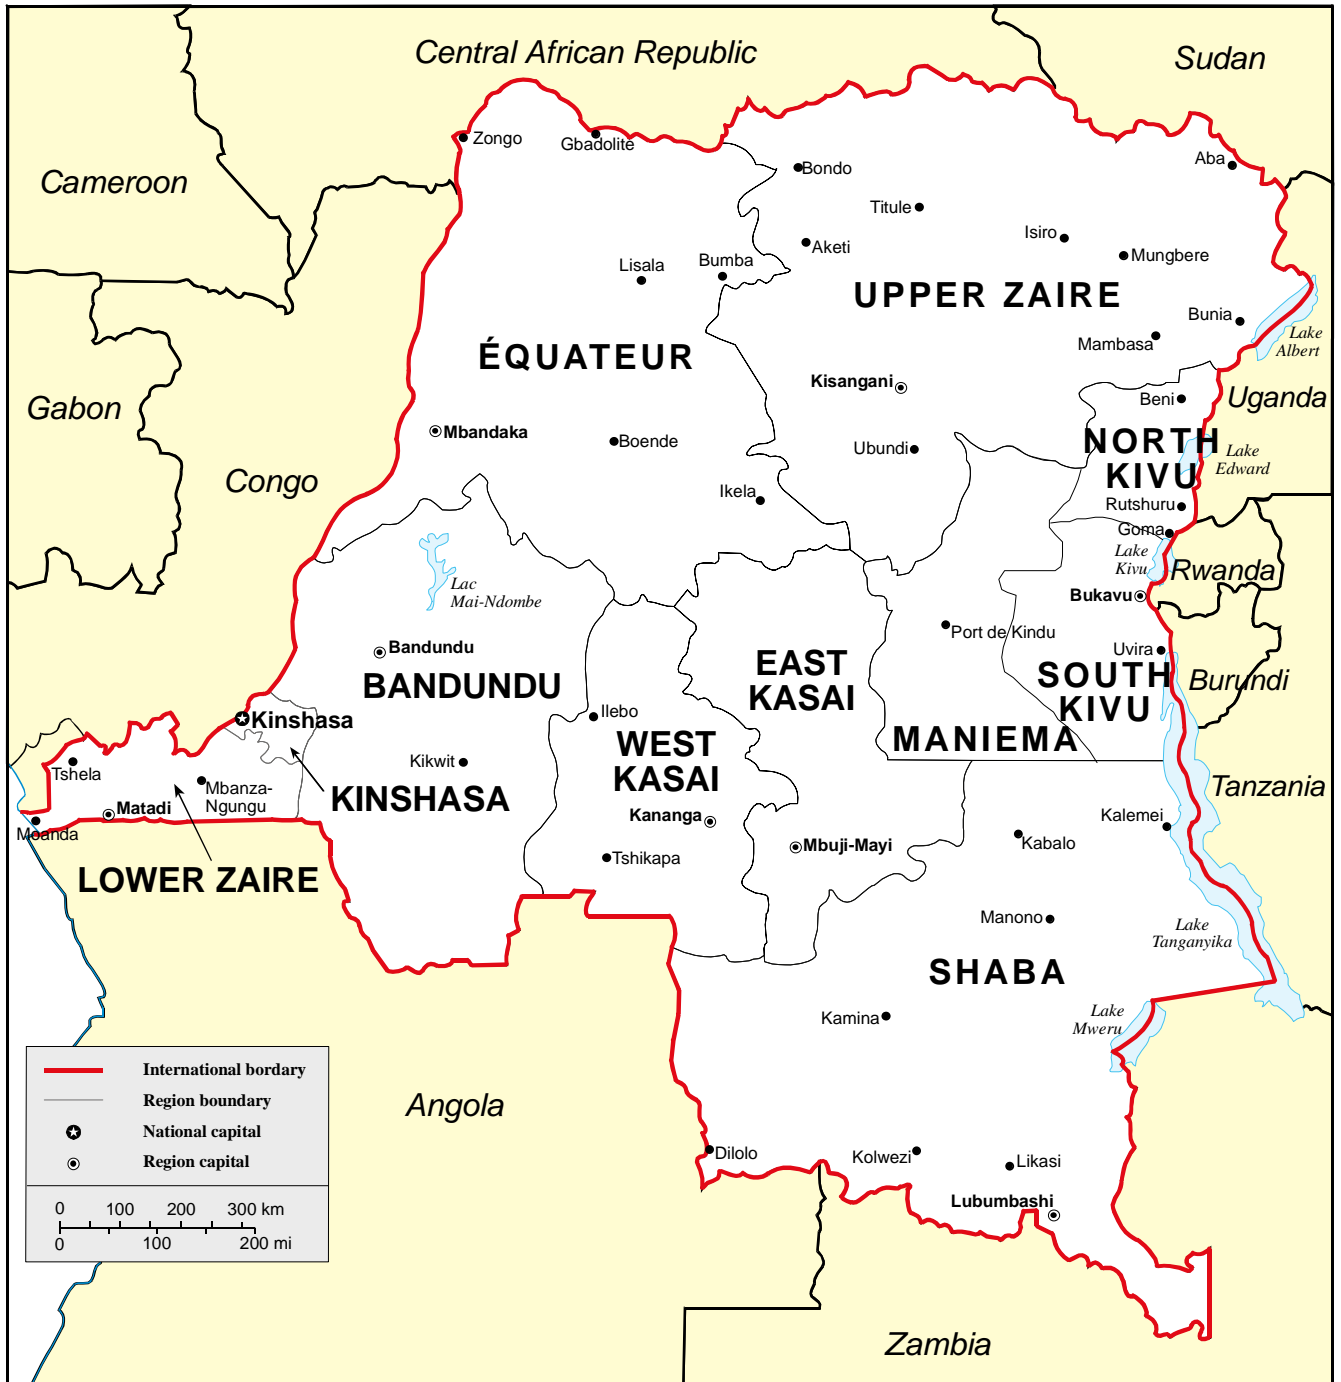 Central African Republic
Sudan
Zongo
Gbadolite
Aba
Bondo
Cameroon
Titule
Isiro
Aketi
Mungbere
Lisala
Bumba
UPPER ZAIRE
Bunia
Lake
Albert
Mambasa
ÉQUATEUR
Kisangani
Beni
Uganda
Gabon
Mbandaka
Boende
Ubundi
NORTH
KIVU
Lake
Edward
Congo
Ikela
Rutshuru
Goma
Lake
Kivu
Rwanda
Lac
Mai-Ndombe
Bukavu
Port de Kindu
Uvira
Bandundu
BANDUNDU
EAST
KASAI
SOUTH
KIVU
Burundi
Kinshasa
Ilebo
WEST
KASAI
MANIEMA
Tshela
Kikwit
Mbanza-
Ngungu
KINSHASA
Tanzania
Matadi
Moanda
Kananga
Kalemei
Mbuji-Mayi
Kabalo
Tshikapa
LOWER ZAIRE
Manono
Lake
Tanganyika
SHABA
Kamina
Lake
Mweru
International bordary
Region boundary
National capital
Region capital
0 100 200 300 km
0 100 200 mi
Angola
Dilolo
Kolwezi
Likasi
Lubumbashi
Zambia